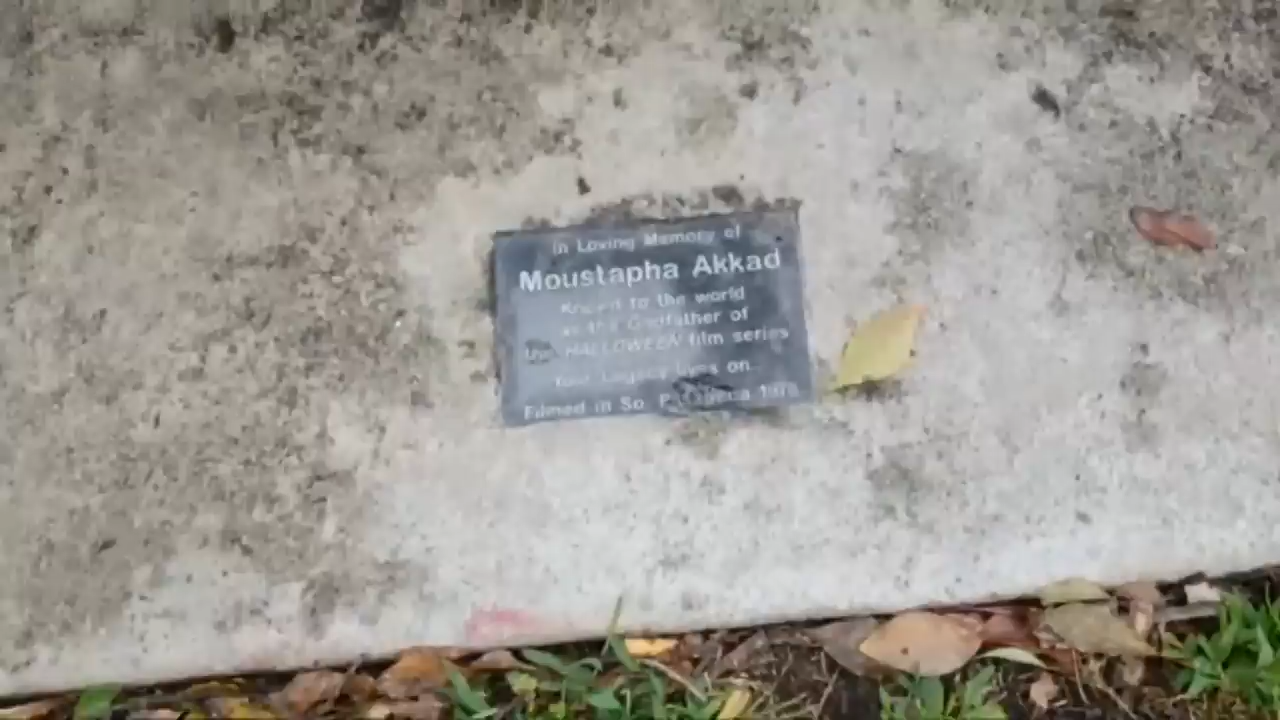 In Loving Memory of
Moustapha Akkad
Known to the world
as the Godfather of
the HALLOWEEN film series
Your Legacy lives on
Filmed in So. Pasadena 1978